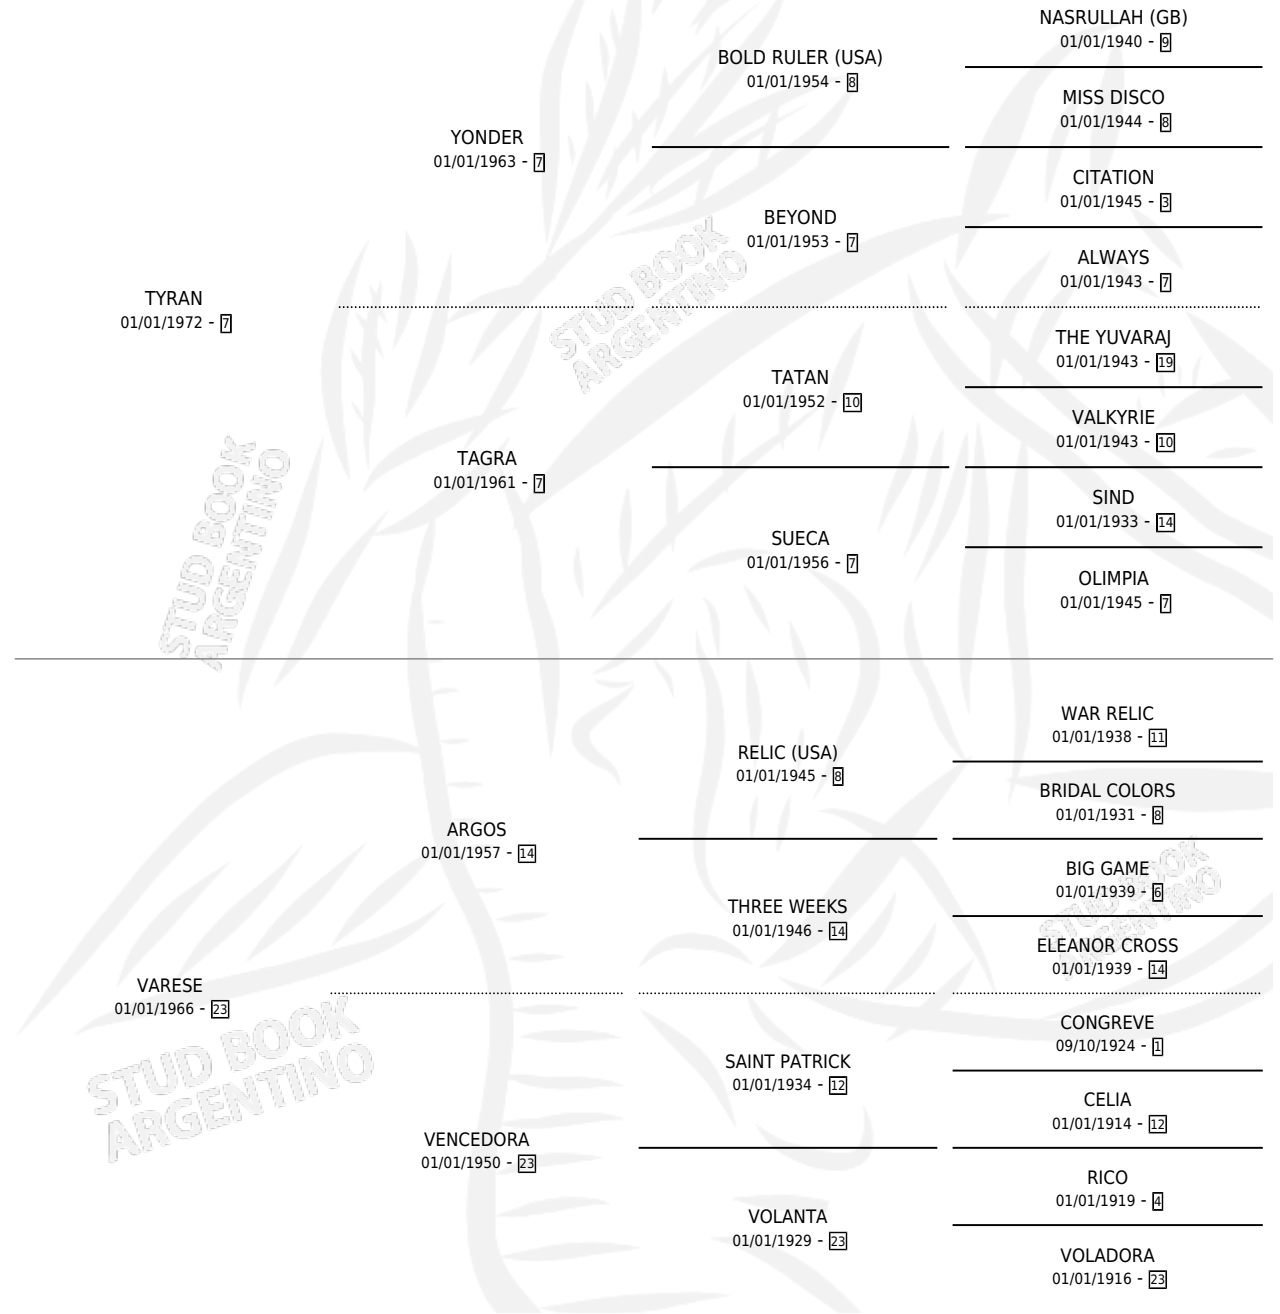 NASRULLAH (GB)
01/01/1940 - 9
BOLD RULER (USA)
01/01/1954 - 8
MISS DISCO
01/01/1944 - 8
YONDER
01/01/1963 - 7
CITATION
01/01/1945 - 3
BEYOND
01/01/1953 - 7
ALWAYS
01/01/1943 - 7
TYRAN
01/01/1972 - 7
THE YUVARAJ
01/01/1943 - 19
TATAN
01/01/1952 - 10
VALKYRIE
01/01/1943 - 10
TAGRA
01/01/1961 - 7
SIND
01/01/1933 - 14
SUECA
01/01/1956 - 7
OLIMPIA
01/01/1945 - 7
WAR RELIC
01/01/1938 - 11
RELIC (USA)
01/01/1945 - 8
BRIDAL COLORS
01/01/1931 - 8
ARGOS
01/01/1957 - 14
BIG GAME
01/01/1939 - 6
THREE WEEKS
01/01/1946 - 14
ELEANOR CROSS
01/01/1939 - 14
VARESE
01/01/1966 - 23
CONGREVE
09/10/1924 - 1
SAINT PATRICK
01/01/1934 - 12
CELIA
01/01/1914 - 12
VENCEDORA
01/01/1950 - 23
RICO
01/01/1919 - 4
VOLANTA
01/01/1929 - 23
VOLADORA
01/01/1916 - 23
STUD BOOK
ARGENTINO
STUD BOOK
ARGENTINO
STUD BOOK
ARGENTINO
STUD BOOK
ARGENTINO